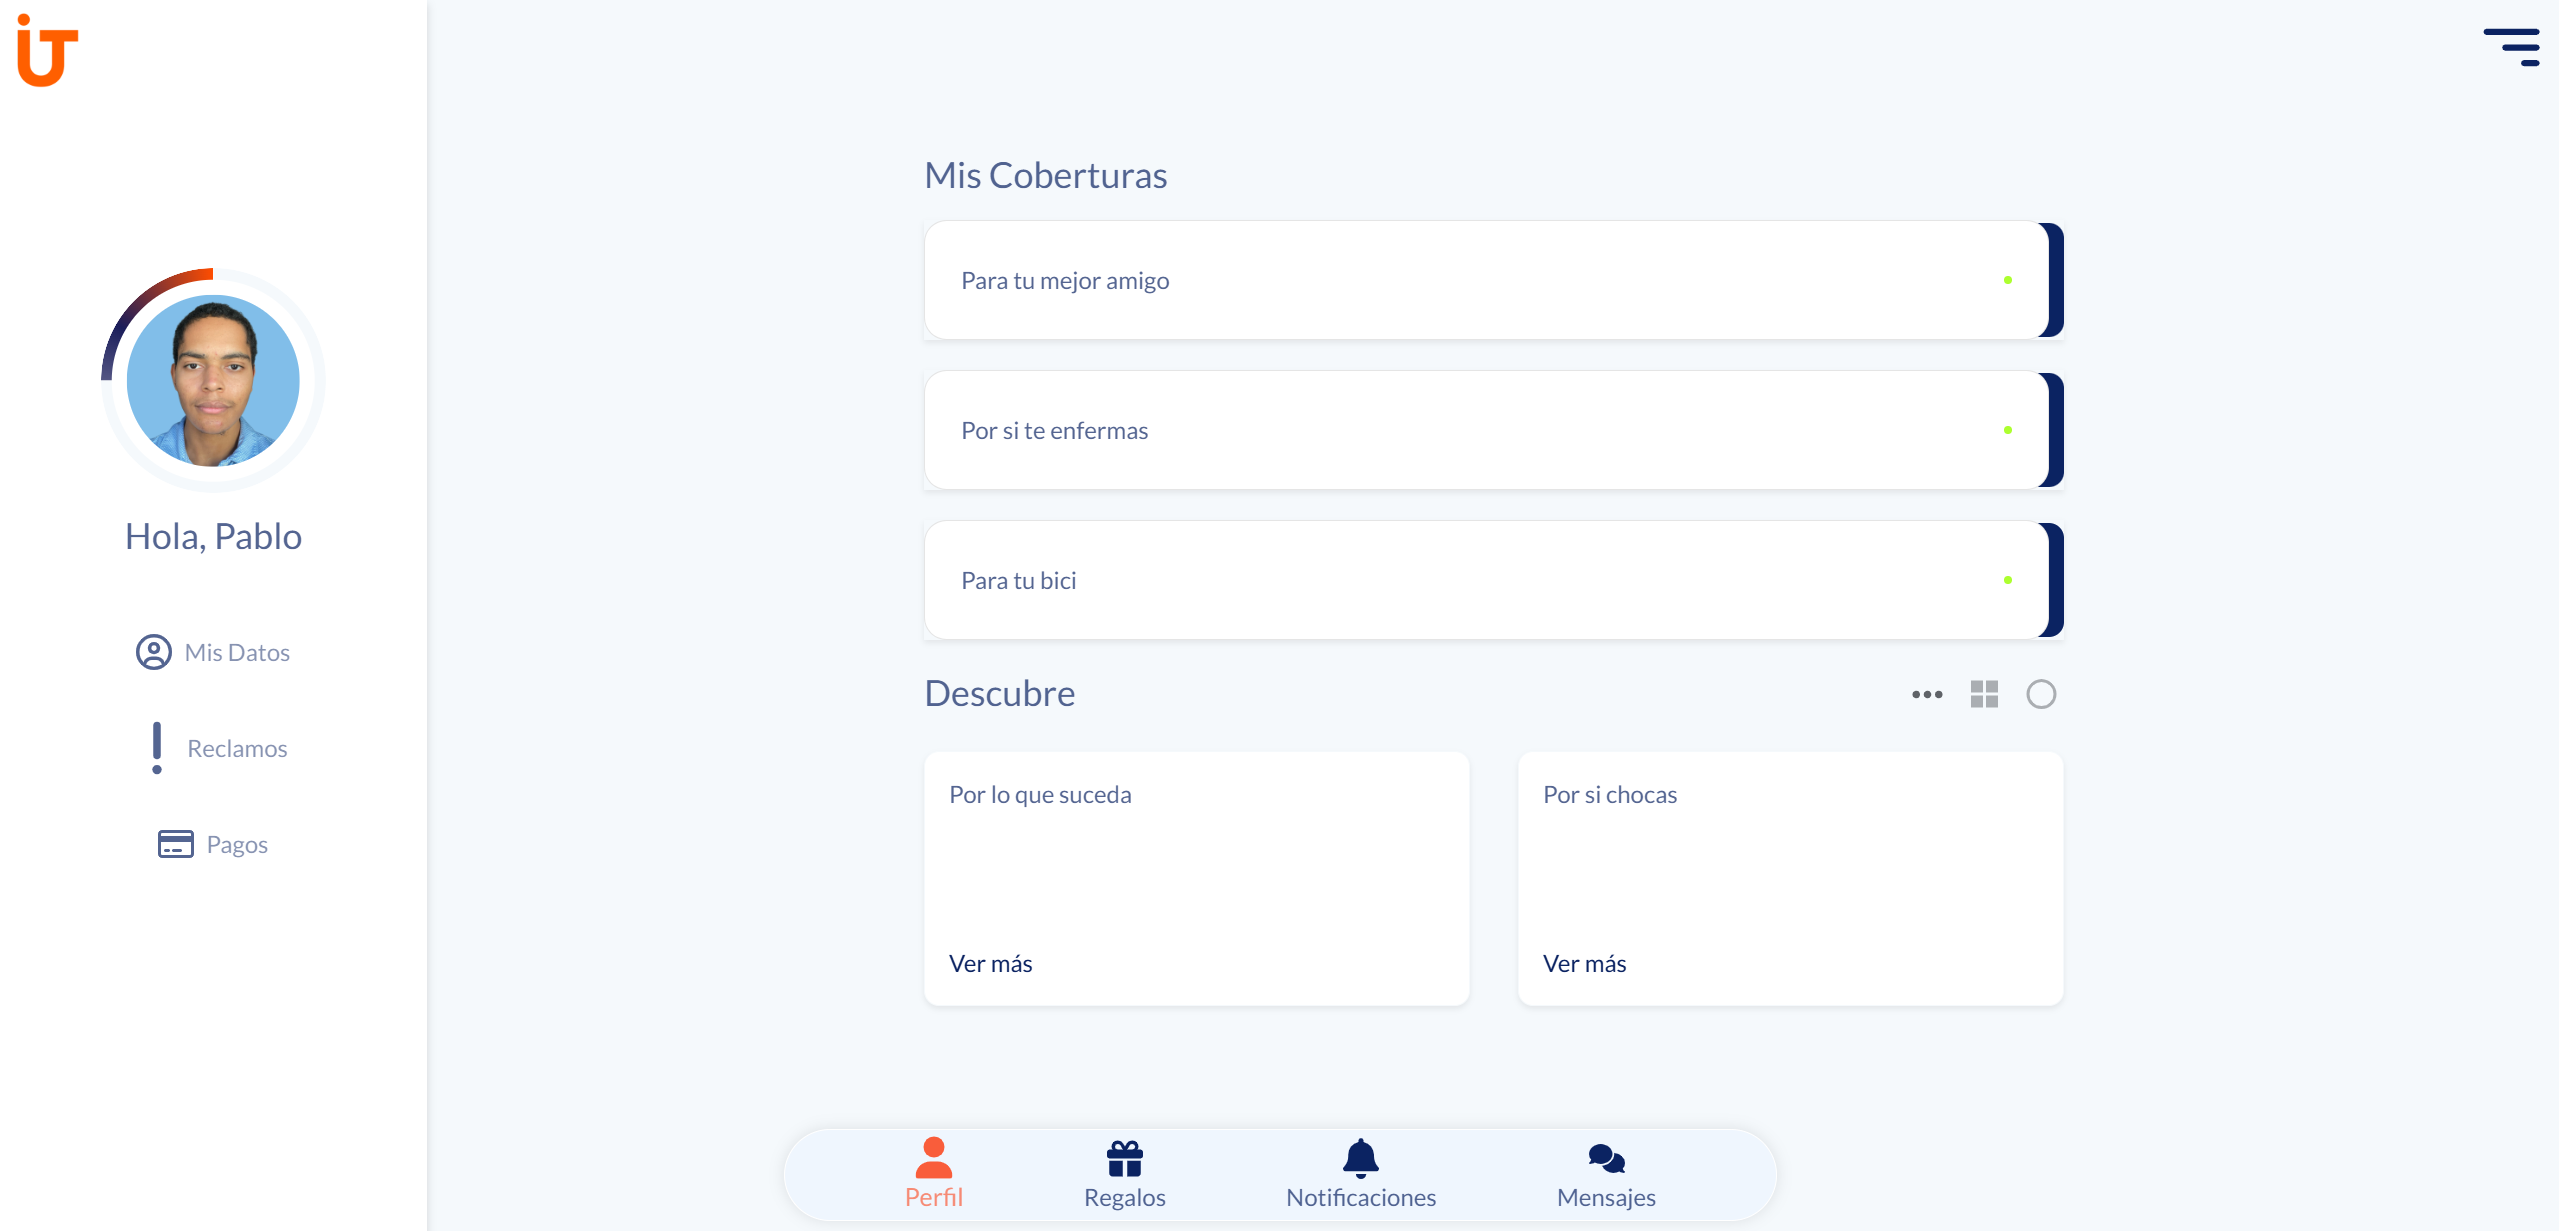 iT
Hola, Pablo
Mis Datos
Reclamos
Pagos
Mis Coberturas
Para tu mejor amigo
Por si te enfermas
Para tu bici
Descubre
Por lo que suceda
Ver más
Por si chocas
Ver más
Perfil
Regalos
Notificaciones
Mensajes